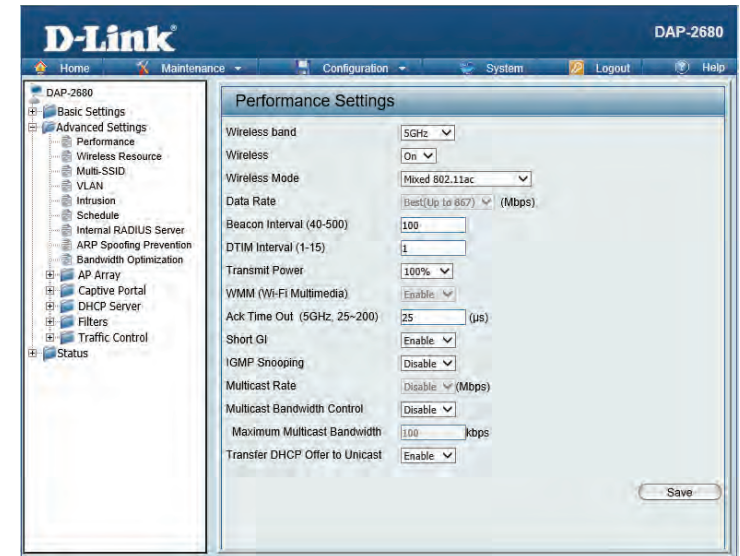 D-Link®
DAP-2680
Home Maintenance Configuration System Logout Help
DAP-2680
Basic Settings
Advanced Settings
Performance
Wireless Resource
Multi-SSID
VLAN
Intrusion
Schedule
Internal RADIUS Server
ARP Spoofing Prevention
Bandwidth Optimization
AP Array
Captive Portal
DHCP Server
Filters
Traffic Control
Status
Performance Settings
Wireless band 5GHz
Wireless On
Wireless Mode Mixed 802.11ac
Data Rate Best(Up to 867) (Mbps)
Beacon Interval (40-500) 100
DTIM Interval (1-15) 1
Transmit Power 100%
WMM (Wi-Fi Multimedia) Enable
Ack Time Out (5GHz, 25~200) 25 (μs)
Short GI Enable
IGMP Snooping Disable
Multicast Rate Disable (Mbps)
Multicast Bandwidth Control Disable
Maximum Multicast Bandwidth 100 kbps
Transfer DHCP Offer to Unicast Enable
Save